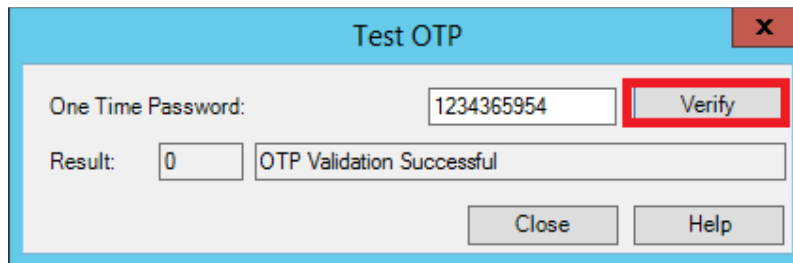 Test OTP
x
One Time Password: 1234365954 Verify
Result: 0 OTP Validation Successful
Close Help